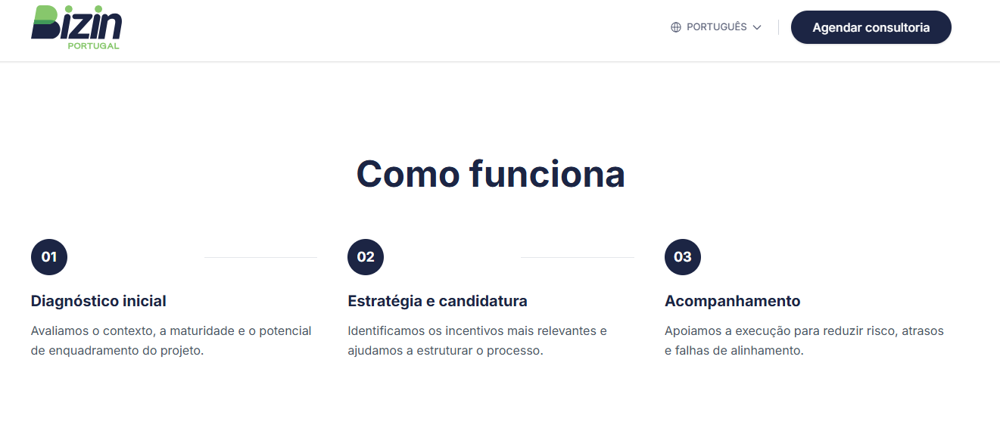 Bizin
PORTUGAL
PORTUGUÊS
Agendar consultoria
Como funciona
01
02
03
Diagnóstico inicial
Estratégia e candidatura
Acompanhamento
Avaliamos o contexto, a maturidade e o potencial
de enquadramento do projeto.
Identificamos os incentivos mais relevantes e
ajudamos a estruturar o processo.
Apoiamos a execução para reduzir risco, atrasos
e falhas de alinhamento.